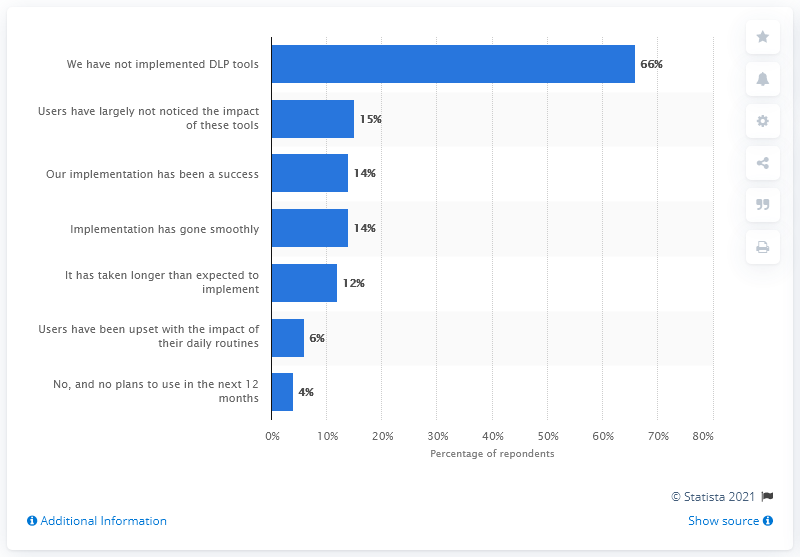 We have not implemented DLP tools
66%
Users have largely not noticed the impact
of these tools
15%
Our implementation has been a success
14%
Implementation has gone smoothly
14%
It has taken longer than expected to
implement
12%
Users have been upset with the impact of
their daily routines
6%
No, and no plans to use in the next 12
months
4%
0% 10% 20% 30% 40% 50% 60% 70% 80%
Percentage of repondents
© Statista 2021
Additional Information
Show source